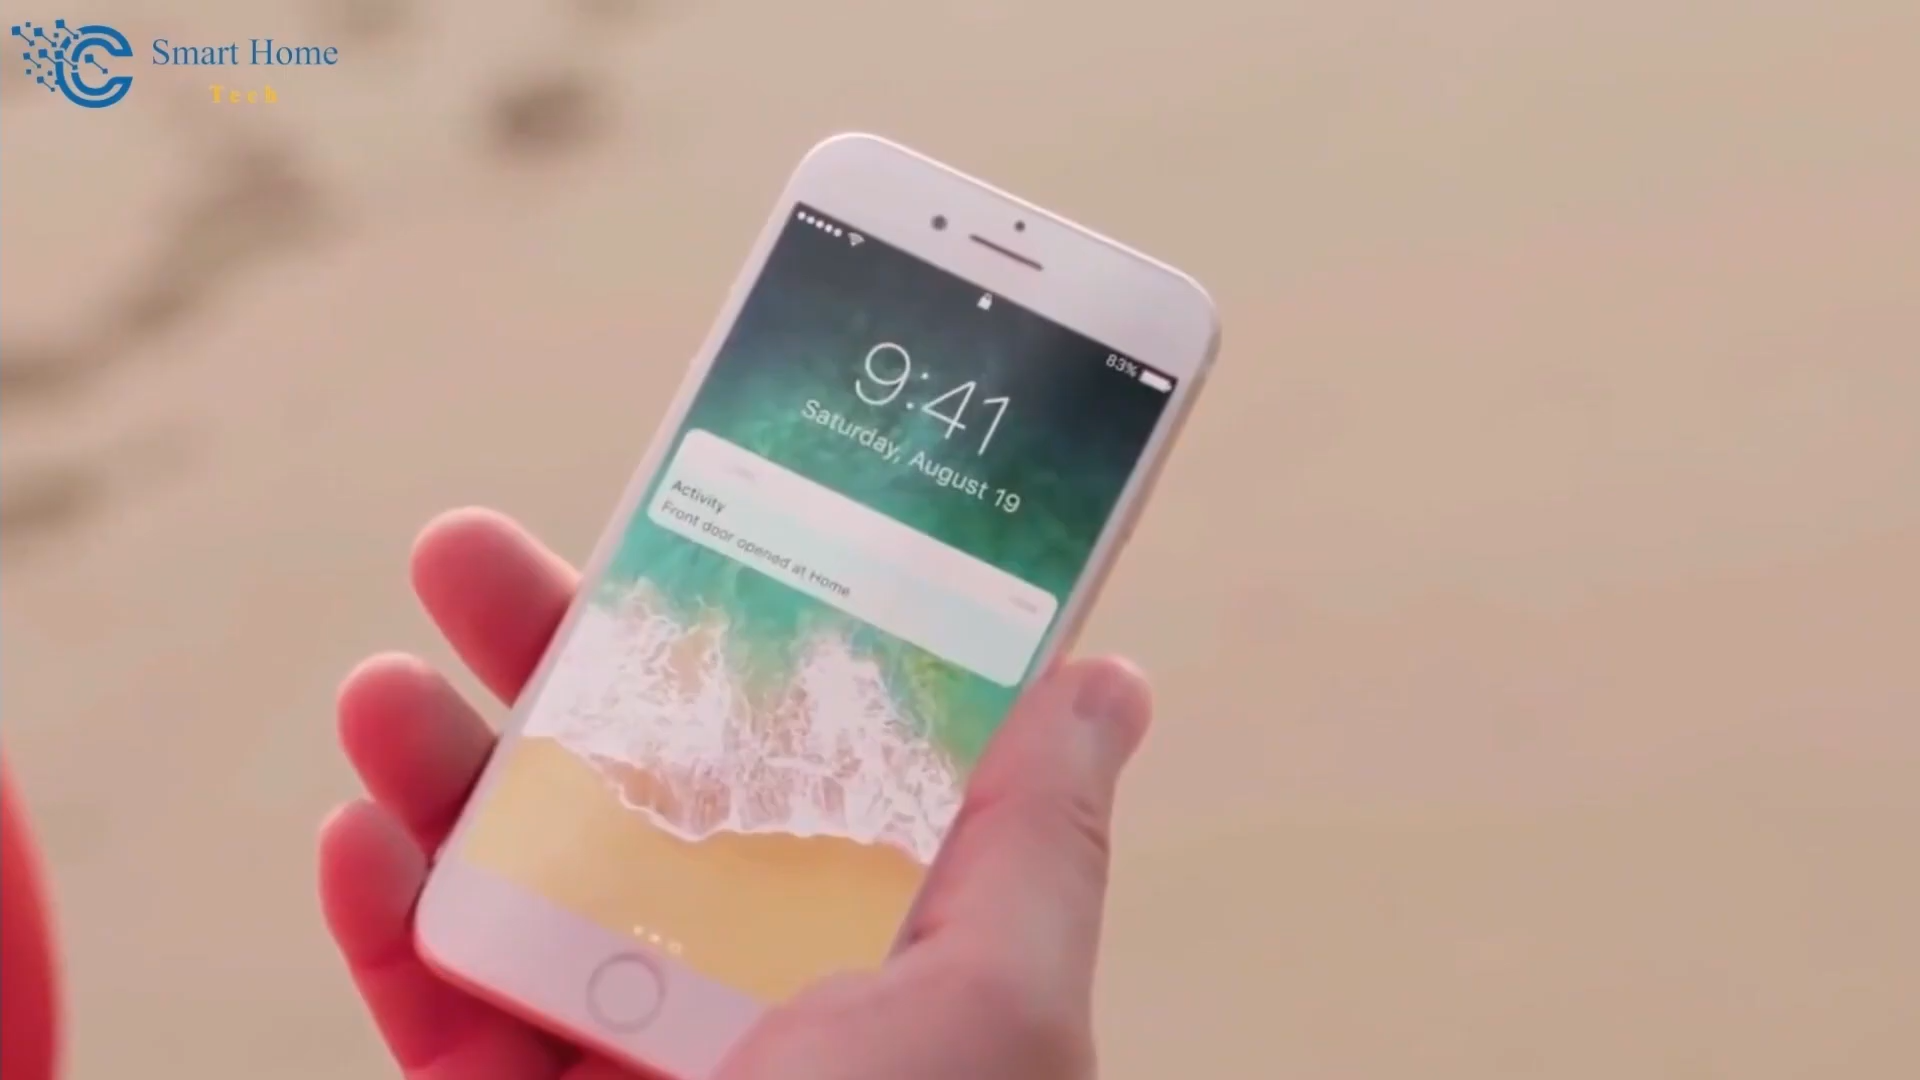 Smart Home
Tech
83%
9:41
Saturday, August 19
Activity
Front door opened at Home